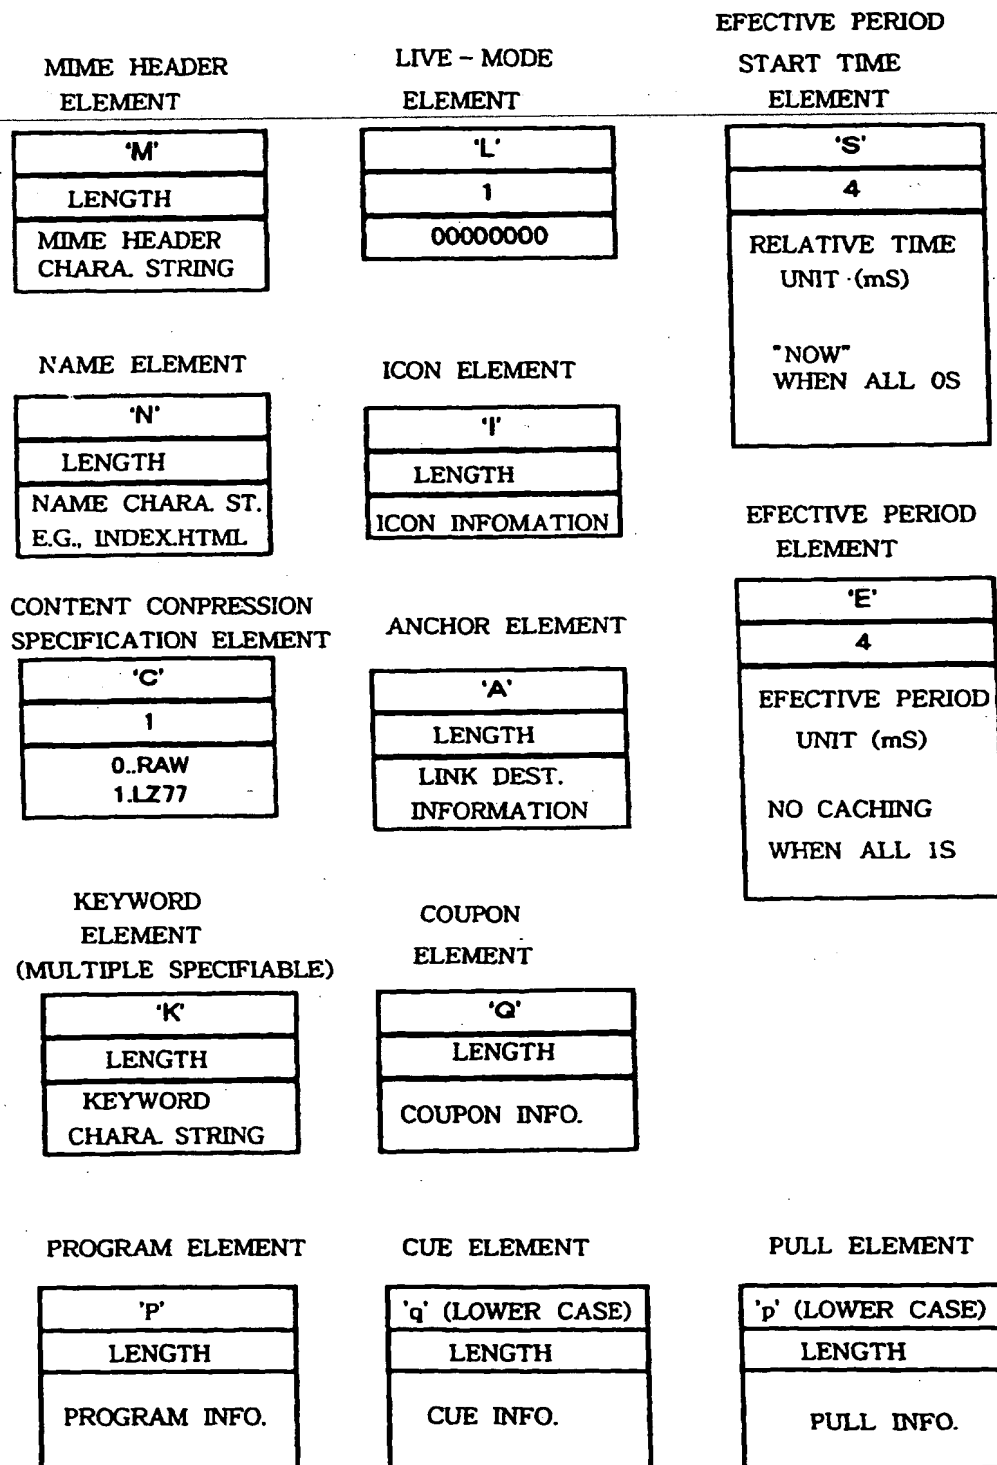 MIME HEADER
ELEMENT
'M'
LENGTH
MIME HEADER
CHARA. STRING
LIVE - MODE
ELEMENT
'L'
1
00000000
EFECTIVE PERIOD
START TIME
ELEMENT
'S'
4
RELATIVE TIME
UNIT (mS)
"NOW"
WHEN ALL 0S
NAME ELEMENT
'N'
LENGTH
NAME CHARA. ST.
E.G., INDEX.HTML
ICON ELEMENT
'I'
LENGTH
ICON INFOMATION
EFECTIVE PERIOD
ELEMENT
'E'
4
EFECTIVE PERIOD
UNIT (mS)
NO CACHING
WHEN ALL 1S
CONTENT CONPRESSION
SPECIFICATION ELEMENT
'C'
1
0..RAW
1.LZ77
ANCHOR ELEMENT
'A'
LENGTH
LINK DEST.
INFORMATION
KEYWORD
ELEMENT
(MULTIPLE SPECIFIABLE)
'K'
LENGTH
KEYWORD
CHARA. STRING
COUPON
ELEMENT
'Q'
LENGTH
COUPON INFO.
PROGRAM ELEMENT
'P'
LENGTH
PROGRAM INFO.
CUE ELEMENT
'q' (LOWER CASE)
LENGTH
CUE INFO.
PULL ELEMENT
'p' (LOWER CASE)
LENGTH
PULL INFO.